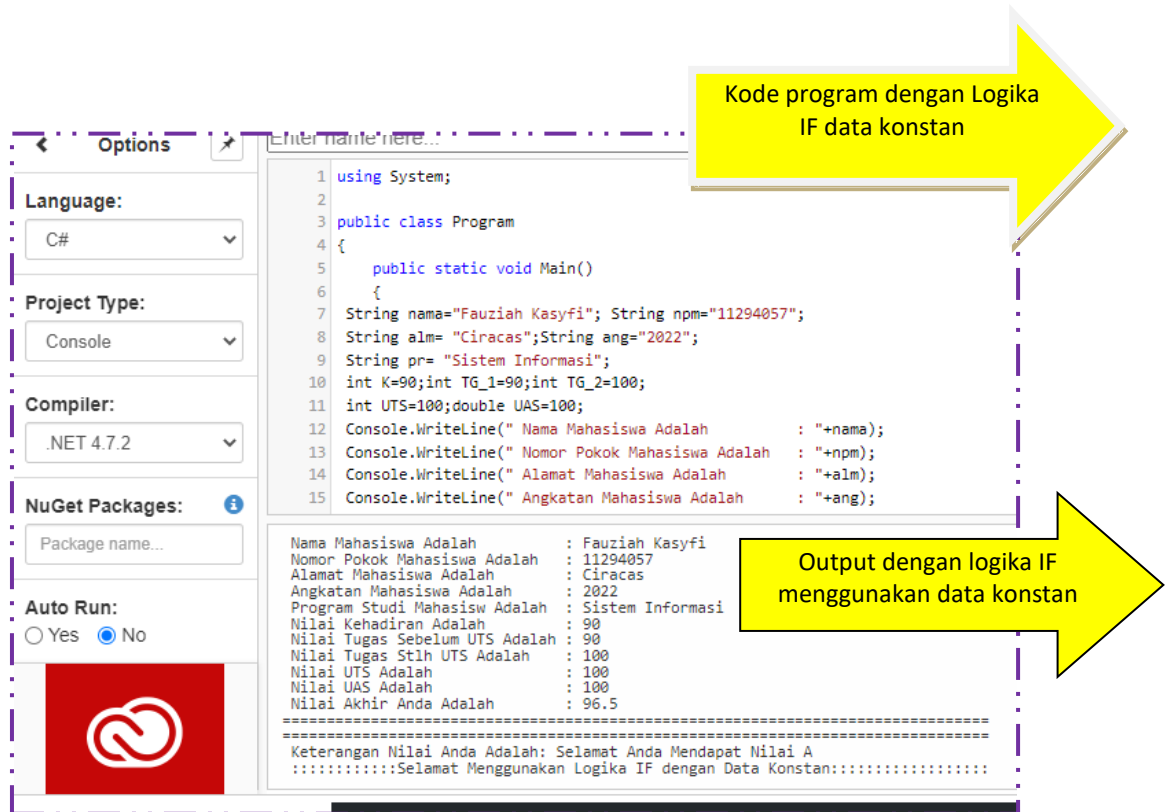 Kode program dengan Logika
IF data konstan
Options
Enter name here...
Language:
C#
Project Type:
Console
Compiler:
.NET 4.7.2
NuGet Packages:
Package name...
Auto Run:
Yes No
1 using System;
2
3 public class Program
4 {
5 public static void Main()
6 {
7 String nama="Fauziah Kasyfi"; String npm="11294057";
8 String alm= "Ciracas";String ang="2022";
9 String pr= "Sistem Informasi";
10 int K=90;int TG_1=90;int TG_2=100;
11 int UTS=100;double UAS=100;
12 Console.WriteLine(" Nama Mahasiswa Adalah : "+nama);
13 Console.WriteLine(" Nomor Pokok Mahasiswa Adalah : "+npm);
14 Console.WriteLine(" Alamat Mahasiswa Adalah : "+alm);
15 Console.WriteLine(" Angkatan Mahasiswa Adalah : "+ang);
Output dengan logika IF
menggunakan data konstan
Nama Mahasiswa Adalah : Fauziah Kasyfi
Nomor Pokok Mahasiswa Adalah : 11294057
Alamat Mahasiswa Adalah : Ciracas
Angkatan Mahasiswa Adalah : 2022
Program Studi Mahasisw Adalah : Sistem Informasi
Nilai Kehadiran Adalah : 90
Nilai Tugas Sebelum UTS Adalah : 90
Nilai Tugas Stlh UTS Adalah : 100
Nilai UTS Adalah : 100
Nilai UAS Adalah : 100
Nilai Akhir Anda Adalah : 96.5
================================================================================
================================================================================
Keterangan Nilai Anda Adalah: Selamat Anda Mendapat Nilai A
::::::::::::Selamat Menggunakan Logika IF dengan Data Konstan::::::::::::::::::